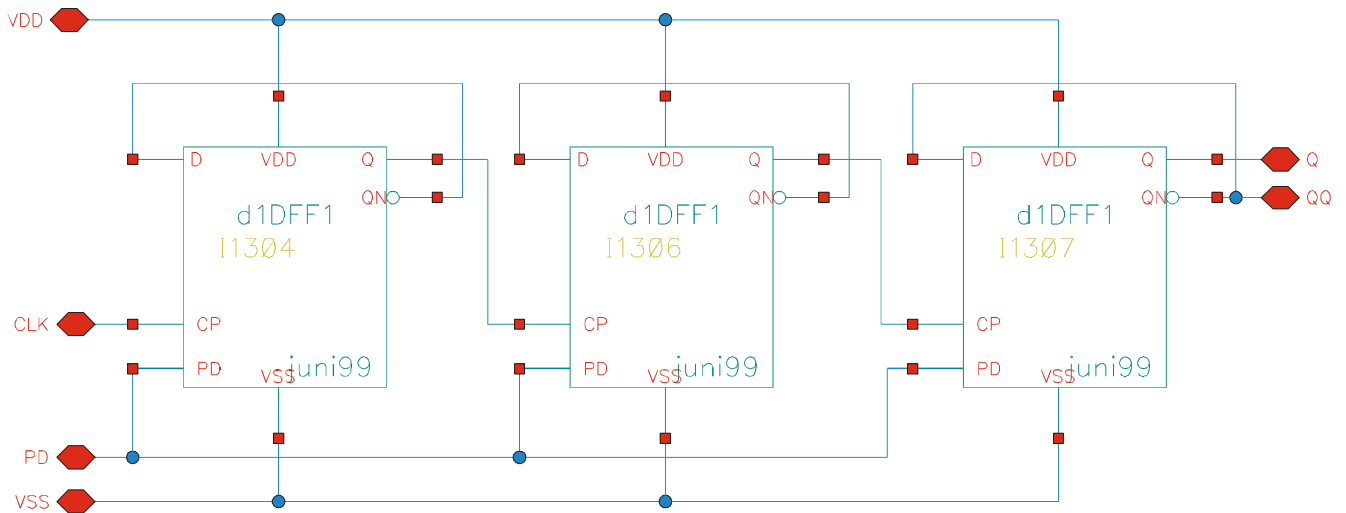 VDD
D VDD Q
QN
d1DFF1
I1304
CP
PD
VSS
juni99
D VDD Q
QN
d1DFF1
I1306
CP
PD
VSS
juni99
D VDD Q
QN
d1DFF1
I1307
CP
PD
VSS
juni99
Q
QQ
CLK
PD
VSS